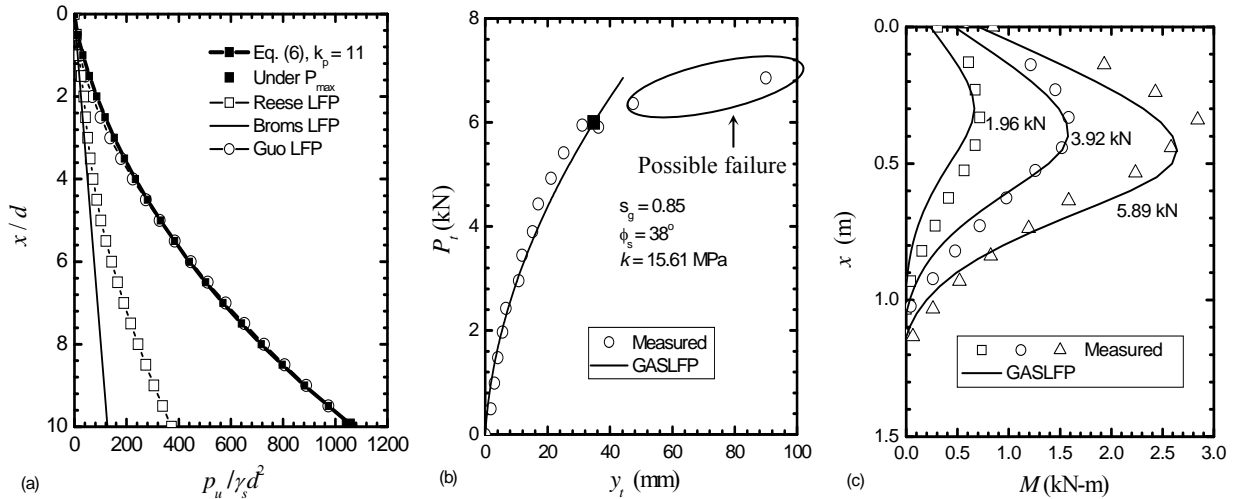 0
2
4
6
8
10
x/d
0 200 400 600 800 1000 1200
p_u/γ_s d²
Eq. (6), k_p = 11
Under P_max
Reese LFP
Broms LFP
Guo LFP
(a)
8
6
4
2
0
P_t (kN)
0 20 40 60 80 100
y_t (mm)
Possible failure
s_g = 0.85
ϕ_s = 38°
k = 15.61 MPa
Measured
GASLFP
(b)
0.0
0.5
1.0
1.5
x (m)
0.0 0.5 1.0 1.5 2.0 2.5 3.0
M (kN-m)
1.96 kN
3.92 kN
5.89 kN
Measured
GASLFP
(c)